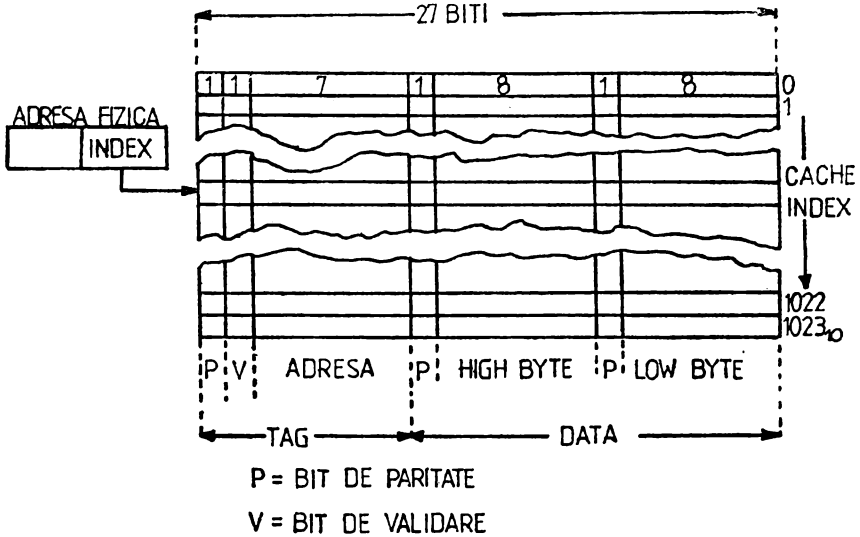 27 BITI
1 1 7 1 8 1 8 0
1
ADRESA FIZICA
INDEX
CACHE
INDEX
1022
1023₁₀
P V ADRESA P HIGH BYTE P LOW BYTE
TAG DATA
P = BIT DE PARITATE
V = BIT DE VALIDARE